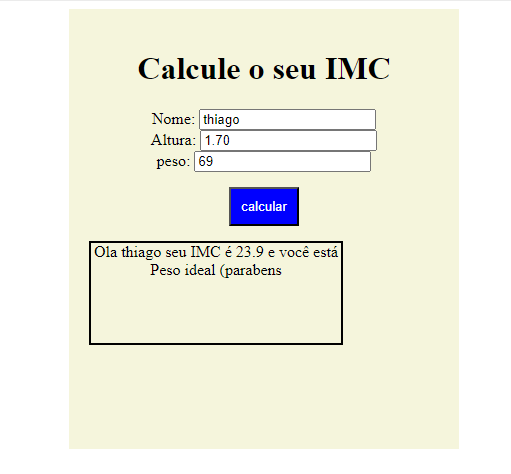 Calcule o seu IMC
Nome: thiago
Altura: 1.70
peso: 69
calcular
Ola thiago seu IMC é 23.9 e você está
Peso ideal (parabens